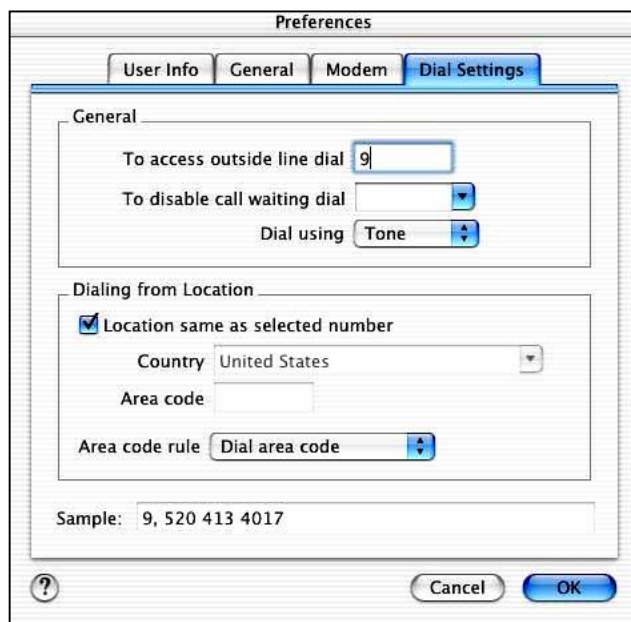 Preferences
User Info General Modem Dial Settings
General
To access outside line dial 9
To disable call waiting dial
Dial using Tone
Dialing from Location
Location same as selected number
Country United States
Area code
Area code rule Dial area code
Sample: 9, 520 413 4017
? Cancel OK